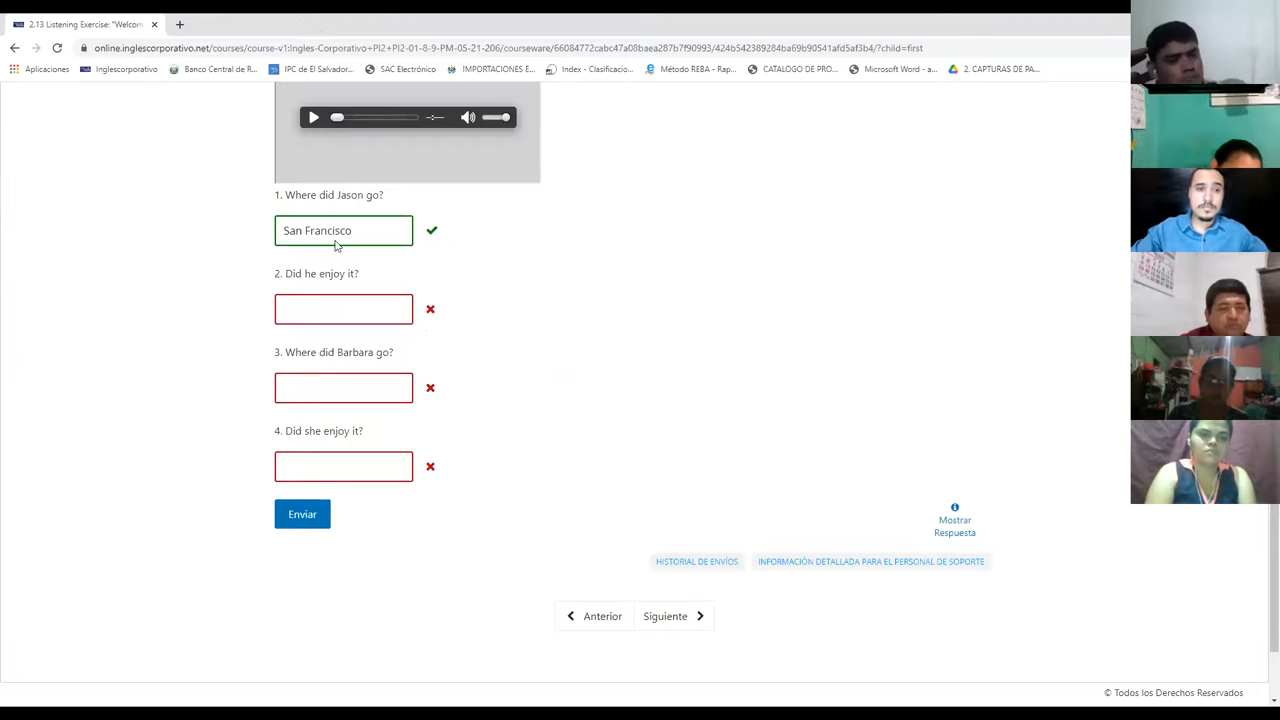 2.13 Listening Exercise: "Welcom
online.inglescorporativo.net/courses/course-v1:Ingles-Corporativo+PI2+PI2-01-8-9-PM-05-21-206/courseware/66084772cabc47a08baea287b7f90993/424b542389284ba69b90541afd5af3b4/?child=first
Aplicaciones Inglescorporativo Banco Central de R... IPC de El Salvador... SAC Electrónico IMPORTACIONES E... Index - Clasificacio... Método REBA - Rap... CATALOGO DE PRO... Microsoft Word - a... 2. CAPTURAS DE PA...
1. Where did Jason go?
San Francisco
2. Did he enjoy it?
3. Where did Barbara go?
4. Did she enjoy it?
Enviar
Mostrar
Respuesta
HISTORIAL DE ENVÍOS INFORMACIÓN DETALLADA PARA EL PERSONAL DE SOPORTE
Anterior Siguiente
© Todos los Derechos Reservados